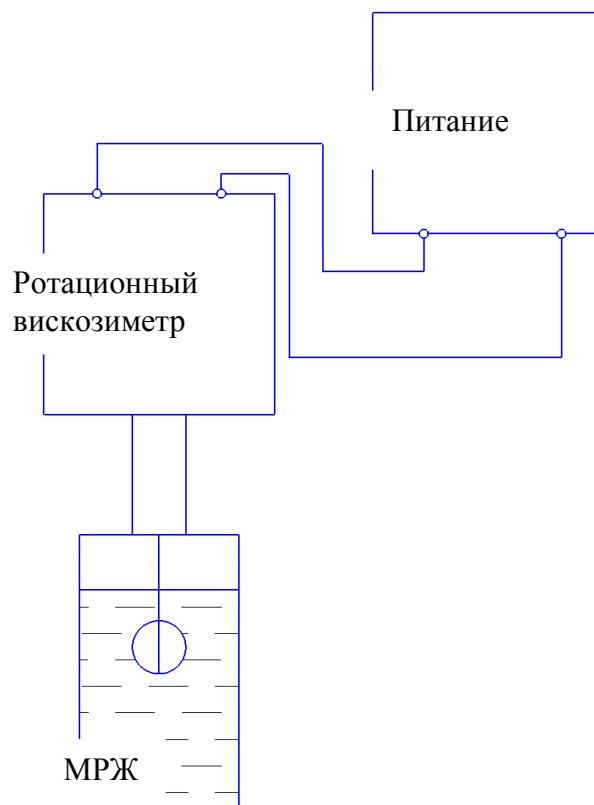 Питание
Ротационный
вискозиметр
МРЖ